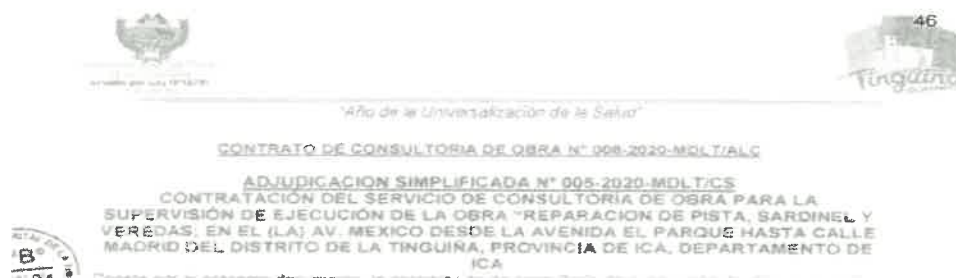 46
Tinguiña
"Año de la Universalización de la Salud"
CONTRATO DE CONSULTORIA DE OBRA N° 008-2020-MDLT/ALC
ADJUDICACION SIMPLIFICADA N° 005-2020-MDLT/CS
CONTRATACIÓN DEL SERVICIO DE CONSULTORIA DE OBRA PARA LA
SUPERVISIÓN DE EJECUCIÓN DE LA OBRA "REPARACION DE PISTA, SARDINEL Y
VEREDAS; EN EL (LA) AV. MEXICO DESDE LA AVENIDA EL PARQUE HASTA CALLE
MADRID DEL DISTRITO DE LA TINGUIÑA, PROVINCIA DE ICA, DEPARTAMENTO DE
ICA
B